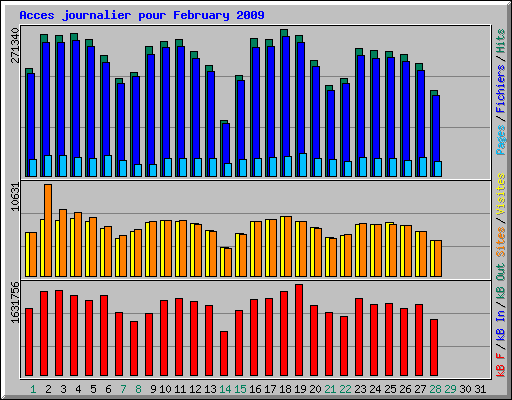 Acces journalier pour February 2009
271340
Pages / Fichiers / Hits
10631
Sites / Visites
1631756
kB F / kB In / kB Out
1 2 3 4 5 6 7 8 9 10 11 12 13 14 15 16 17 18 19 20 21 22 23 24 25 26 27 28 29 30 31